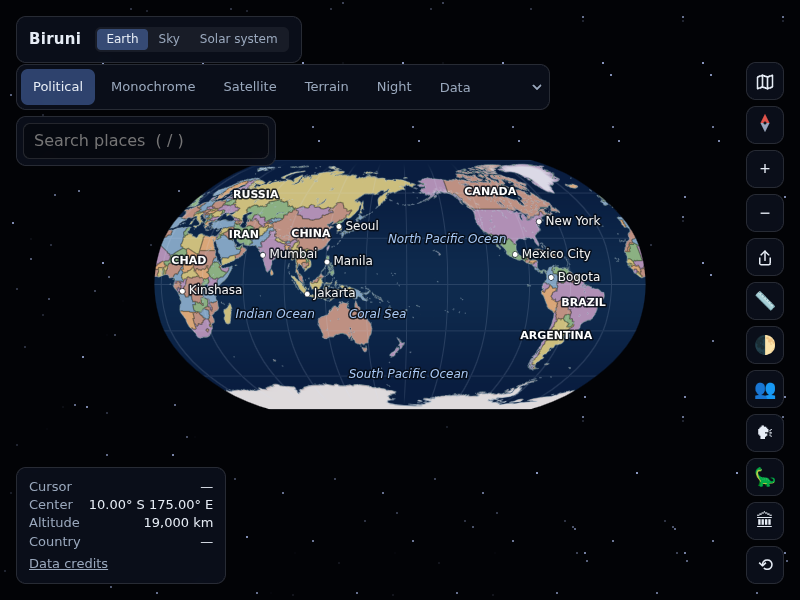 Biruni Earth Sky Solar system
Political Monochrome Satellite Terrain Night Data
Search places ( / )
RUSSIA
CANADA
IRAN
CHINA
Seoul
New York
North Pacific Ocean
Mumbai
Manila
Mexico City
CHAD
Kinshasa
Jakarta
Bogota
BRAZIL
Indian Ocean
Coral Sea
ARGENTINA
South Pacific Ocean
Cursor —
Center 10.00° S 175.00° E
Altitude 19,000 km
Country —
Data credits